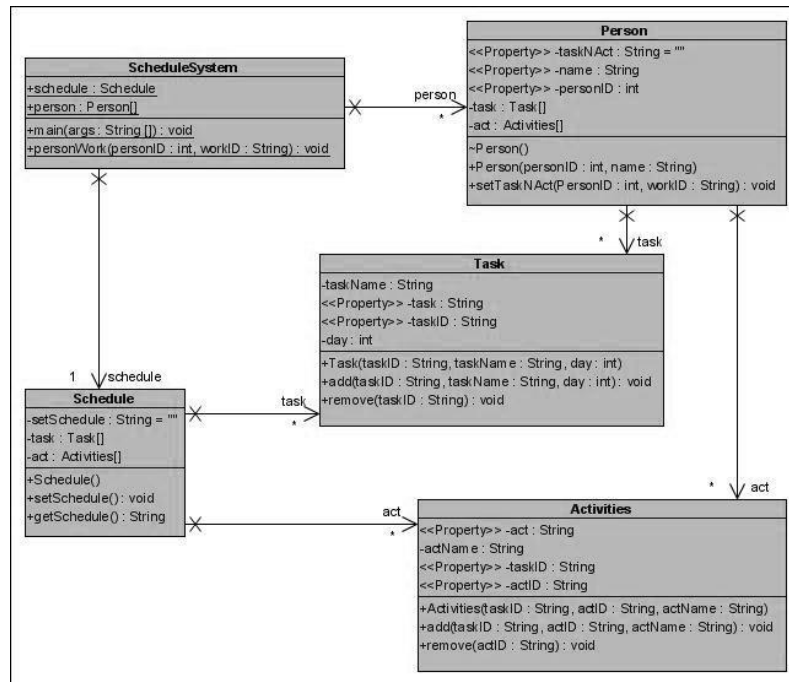 ScheduleSystem
+schedule : Schedule
+person : Person[]
+main(args : String []) : void
+personWork(personID : int, workID : String) : void
person
*
Person
<<Property>> -taskNAct : String = ""
<<Property>> -name : String
<<Property>> -personID : int
-task : Task[]
-act : Activities[]
~Person()
+Person(personID : int, name : String)
+setTaskNAct(PersonID : int, workID : String) : void
* task
Task
-taskName : String
<<Property>> -task : String
<<Property>> -taskID : String
-day : int
+Task(taskID : String, taskName : String, day : int)
+add(taskID : String, taskName : String, day : int) : void
+remove(taskID : String) : void
1 schedule
Schedule
-setSchedule : String = ""
-task : Task[]
-act : Activities[]
+Schedule()
+setSchedule() : void
+getSchedule() : String
task
*
act
*
* act
Activities
<<Property>> -act : String
-actName : String
<<Property>> -taskID : String
<<Property>> -actID : String
+Activities(taskID : String, actID : String, actName : String)
+add(taskID : String, actID : String, actName : String) : void
+remove(actID : String) : void